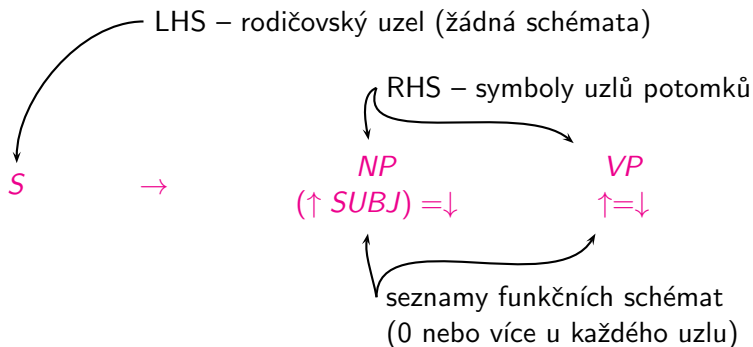 LHS – rodičovský uzel (žádná schémata)
RHS – symboly uzlů potomků
S → NP VP
(↑ SUBJ) =↓ ↑=↓
seznamy funkčních schémat
(0 nebo více u každého uzlu)